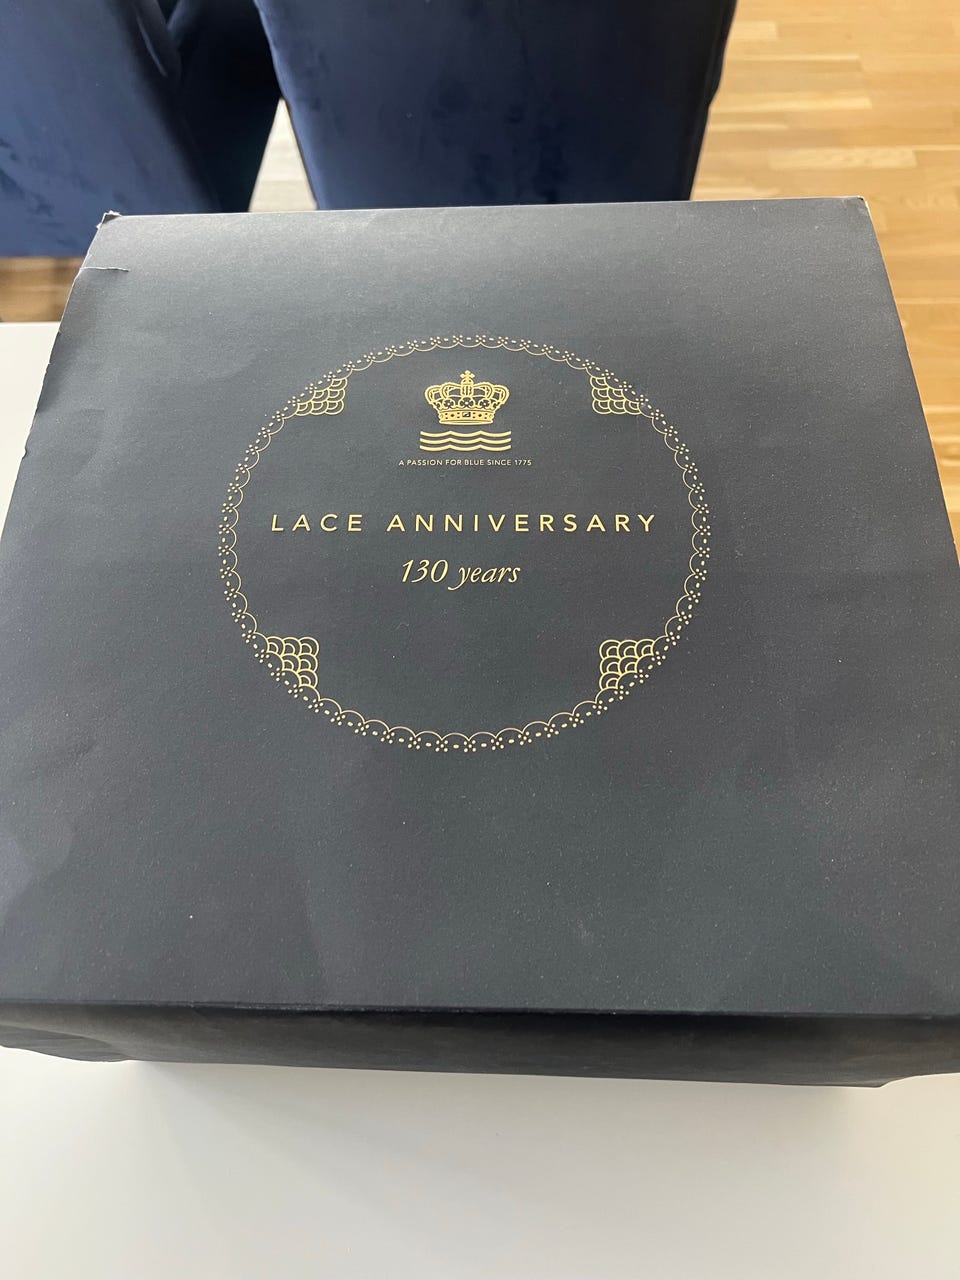 A PASSION FOR BLUE SINCE 1775
LACE ANNIVERSARY
130 years